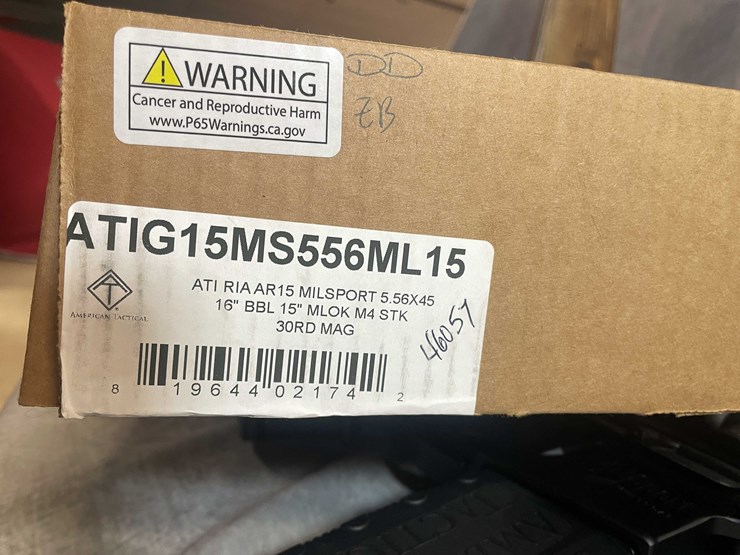 WARNING
Cancer and Reproductive Harm
www.P65Warnings.ca.gov
DD
EB
ATIG15MS556ML15
ATI RIA AR15 MILSPORT 5.56X45
16" BBL 15" MLOK M4 STK
30RD MAG
AMERICAN TACTICAL
46057
8 19644 02174 2